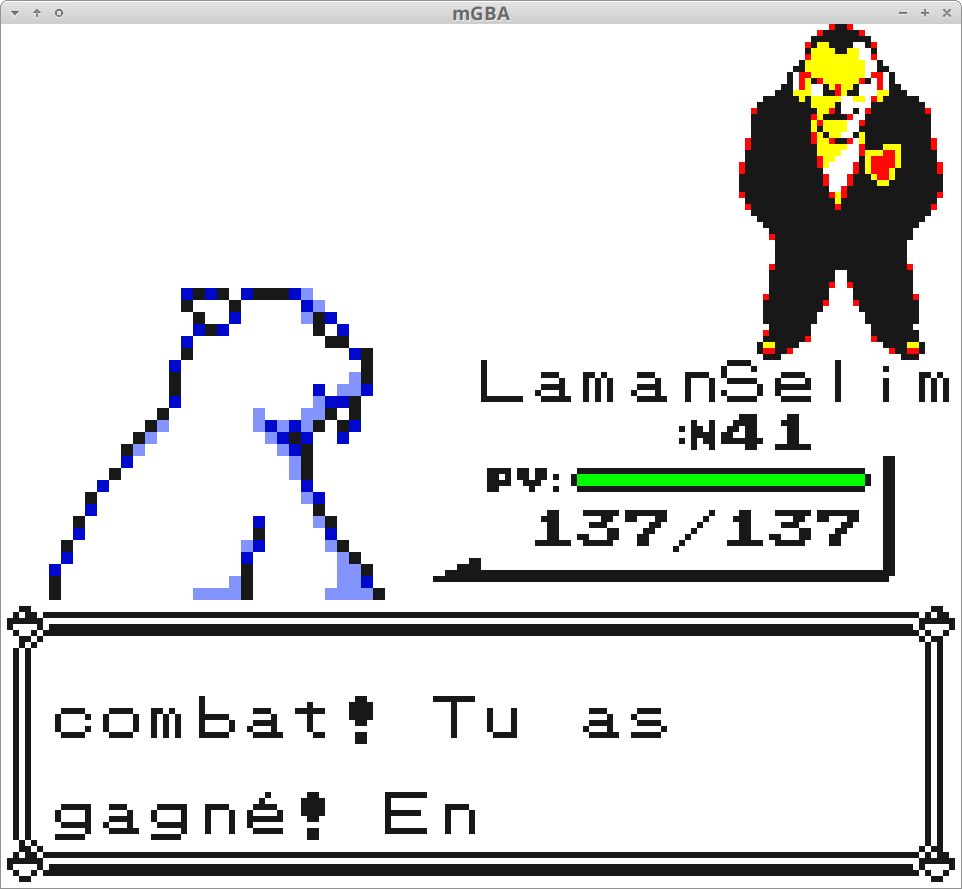 mGBA
LamanSelim
:N41
PV:
137/137
combat! Tu as
gagné! En